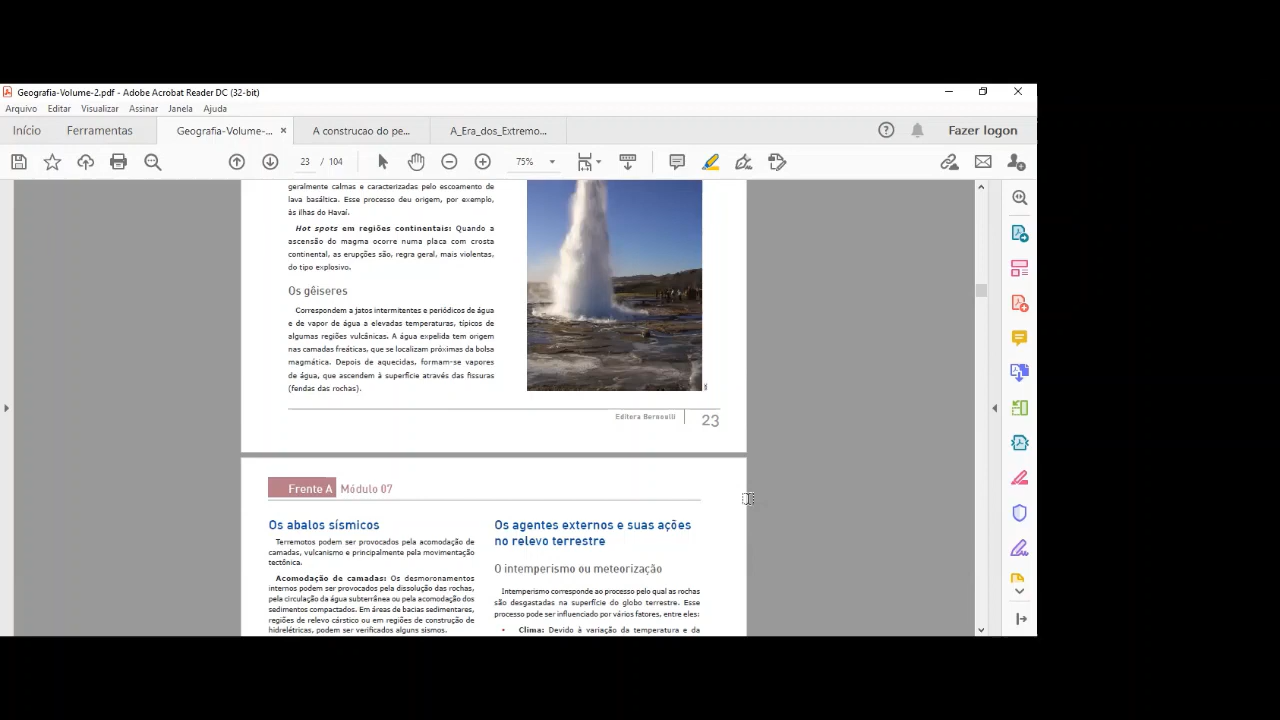 Geografia-Volume-2.pdf - Adobe Acrobat Reader DC (32-bit)
Arquivo Editar Visualizar Assinar Janela Ajuda
Início Ferramentas Geografia-Volume-... × A construcao do pe... A_Era_dos_Extremo... Fazer logon
23 / 104 75%
geralmente calmas e caracterizadas pelo escoamento de
lava basáltica. Esse processo deu origem, por exemplo,
às ilhas do Havaí.
Hot spots em regiões continentais: Quando a
ascensão do magma ocorre numa placa com crosta
continental, as erupções são, regra geral, mais violentas,
do tipo explosivo.
Os gêiseres
Correspondem a jatos intermitentes e periódicos de água
e de vapor de água a elevadas temperaturas, típicos de
algumas regiões vulcânicas. A água expelida tem origem
nas camadas freáticas, que se localizam próximas da bolsa
magmática. Depois de aquecidas, formam-se vapores
de água, que ascendem à superfície através das fissuras
(fendas das rochas).
Editora Bernoulli 23
Frente A Módulo 07
Os abalos sísmicos
Terremotos podem ser provocados pela acomodação de
camadas, vulcanismo e principalmente pela movimentação
tectônica.
Acomodação de camadas: Os desmoronamentos
internos podem ser provocados pela dissolução das rochas,
pela circulação da água subterrânea ou pela acomodação dos
sedimentos compactados. Em áreas de bacias sedimentares,
regiões de relevo cárstico ou em regiões de construção de
hidrelétricas, podem ser verificados alguns sismos.
Os agentes externos e suas ações
no relevo terrestre
O intemperismo ou meteorização
Intemperismo corresponde ao processo pelo qual as rochas
são desgastadas na superfície do globo terrestre. Esse
processo pode ser influenciado por vários fatores, entre eles:
• Clima: Devido à variação da temperatura e da